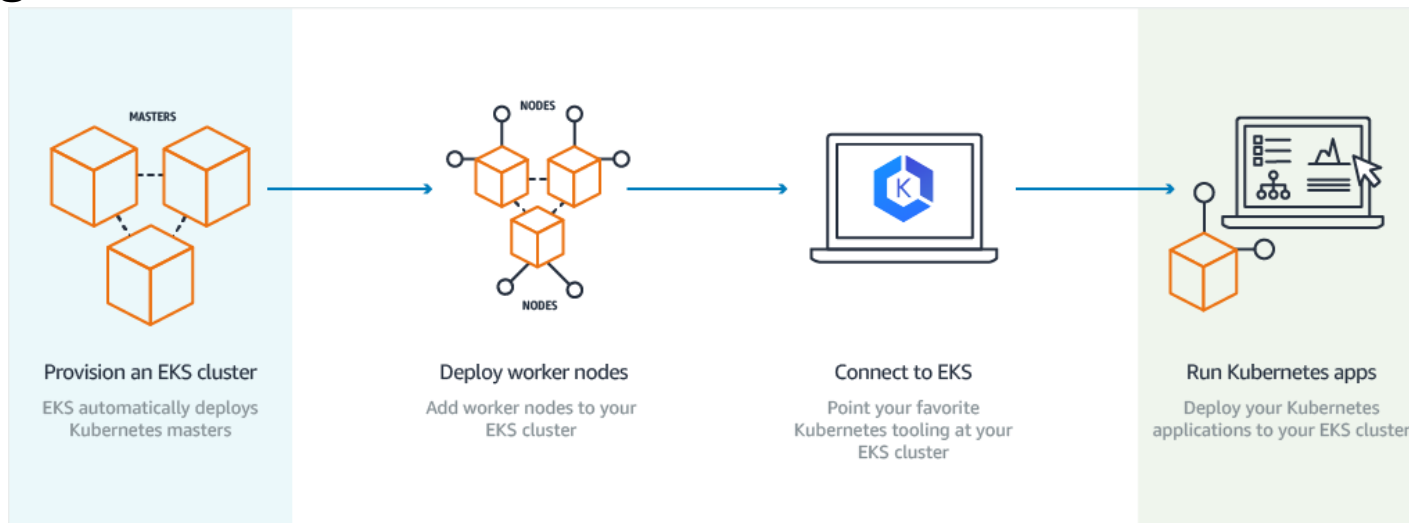 MASTERS
NODES
NODES
K
Provision an EKS cluster
EKS automatically deploys
Kubernetes masters
Deploy worker nodes
Add worker nodes to your
EKS cluster
Connect to EKS
Point your favorite
Kubernetes tooling at your
EKS cluster
Run Kubernetes apps
Deploy your Kubernetes
applications to your EKS cluster